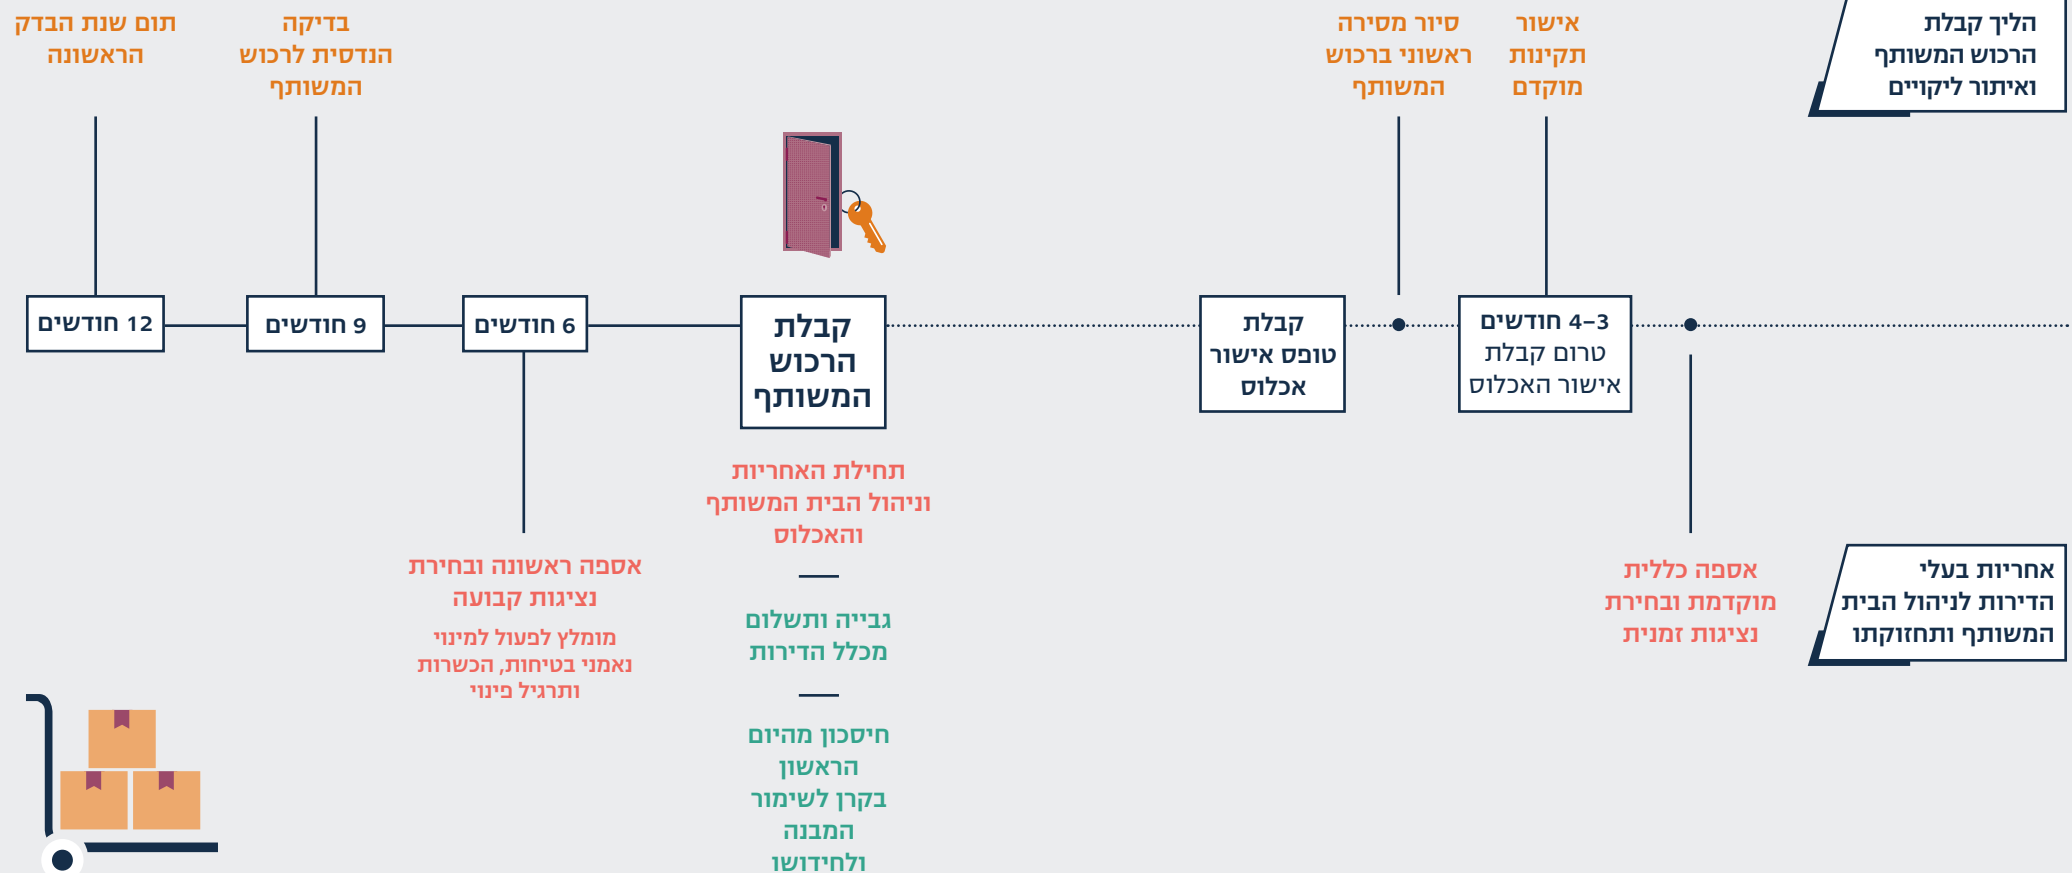 הליך קבלת
הרכוש המשותף
ואיתור ליקויים
אישור
תקינות
מוקדם
סיור מסירה
ראשוני ברכוש
המשותף
בדיקה
הנדסית לרכוש
המשותף
תום שנת הבדק
הראשונה
4–3 חודשים
טרום קבלת
אישור האכלוס
קבלת
טופס אישור
אכלוס
קבלת
הרכוש
המשותף
6 חודשים
9 חודשים
12 חודשים
אחריות בעלי
הדירות לניהול הבית
המשותף ותחזוקתו
אספה כללית
מוקדמת ובחירת
נציגות זמנית
תחילת האחריות
וניהול הבית המשותף
והאכלוס
גבייה ותשלום
מכלל הדירות
חיסכון מהיום
הראשון
בקרן לשימור
המבנה
ולחידושו
אספה ראשונה ובחירת
נציגות קבועה
מומלץ לפעול למינוי
נאמני בטיחות, הכשרות
ותרגיל פינוי